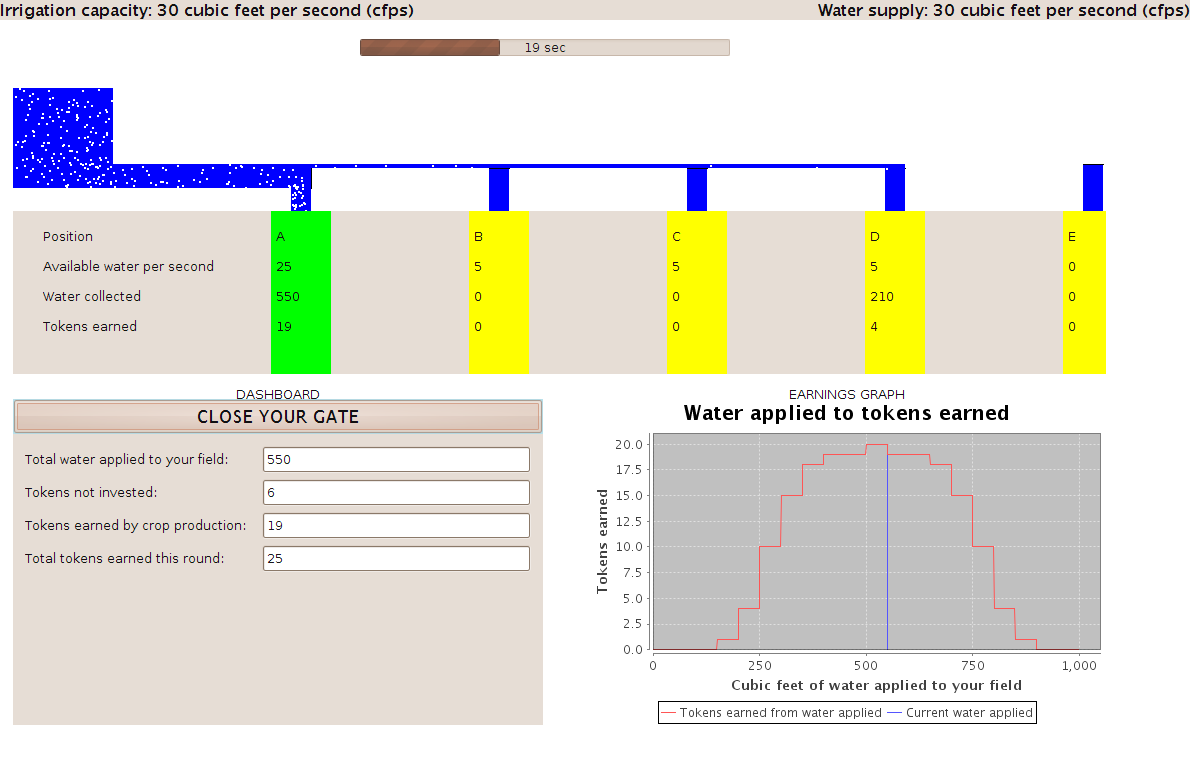 Irrigation capacity: 30 cubic feet per second (cfps) Water supply: 30 cubic feet per second (cfps)
19 sec
Position A B C D E
Available water per second 25 5 5 5 0
Water collected 550 0 0 210 0
Tokens earned 19 0 0 4 0
DASHBOARD
CLOSE YOUR GATE
Total water applied to your field: 550
Tokens not invested: 6
Tokens earned by crop production: 19
Total tokens earned this round: 25
EARNINGS GRAPH
Water applied to tokens earned
Tokens earned
20.0
17.5
15.0
12.5
10.0
7.5
5.0
2.5
0.0
0 250 500 750 1,000
Cubic feet of water applied to your field
Tokens earned from water applied Current water applied